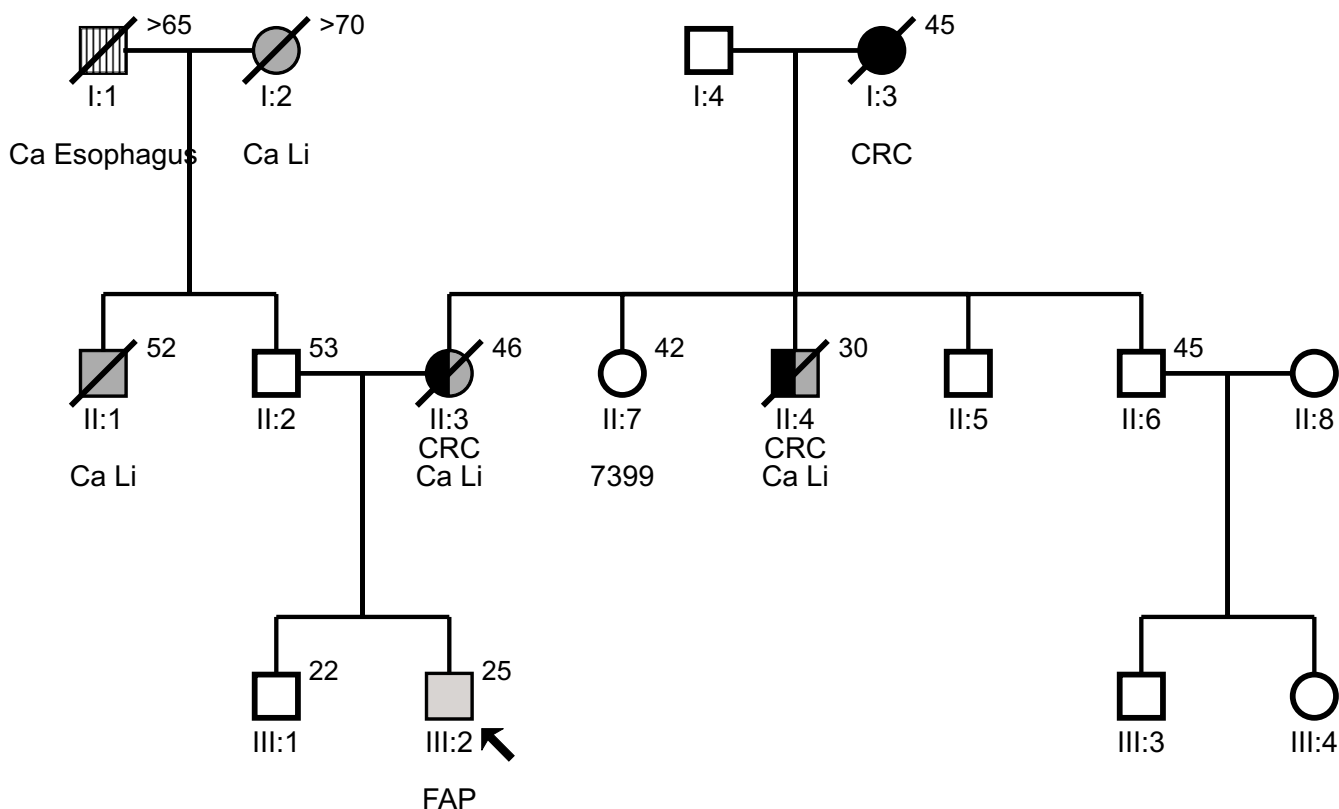 >65 >70 45
I:1 I:2 I:4 I:3
Ca Esophagus Ca Li CRC
52 53 46 42 30 45
II:1 II:2 II:3 II:7 II:4 II:5 II:6 II:8
CRC CRC
Ca Li Ca Li 7399 Ca Li
22 25
III:1 III:2 III:3 III:4
FAP